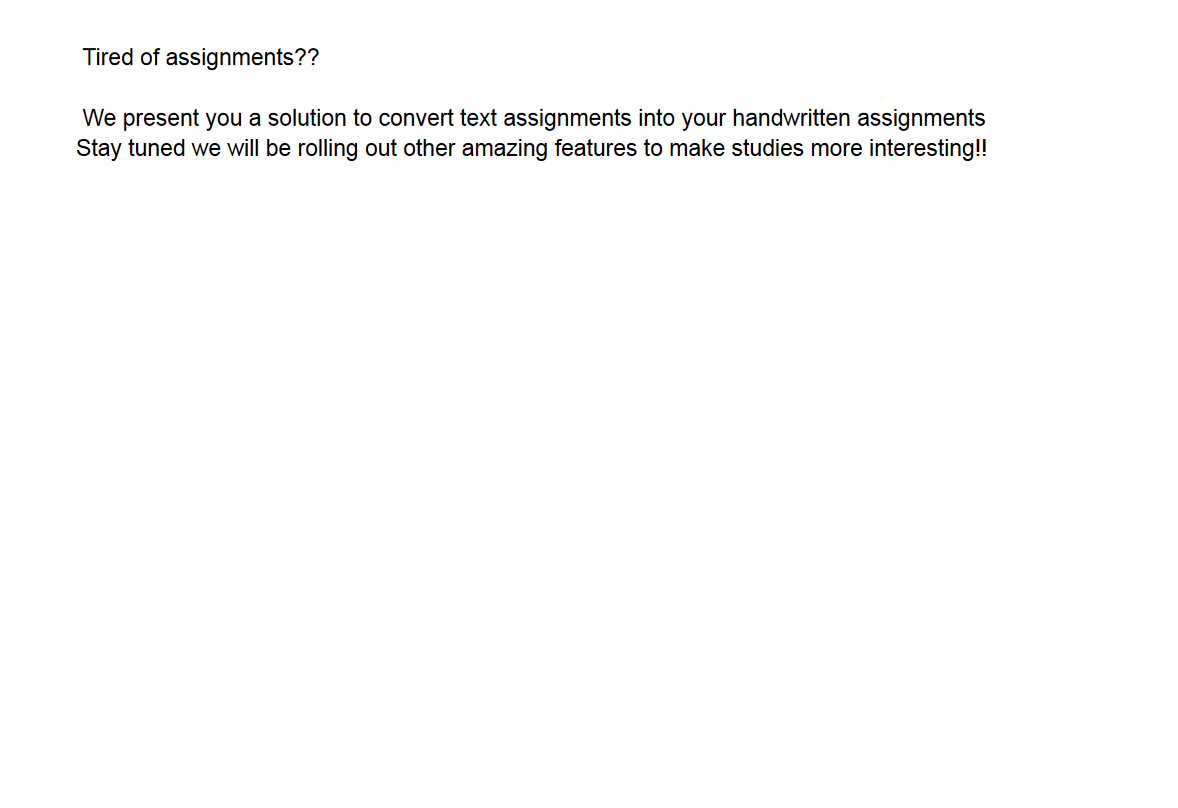 Tired of assignments??
We present you a solution to convert text assignments into your handwritten assignments
Stay tuned we will be rolling out other amazing features to make studies more interesting!!